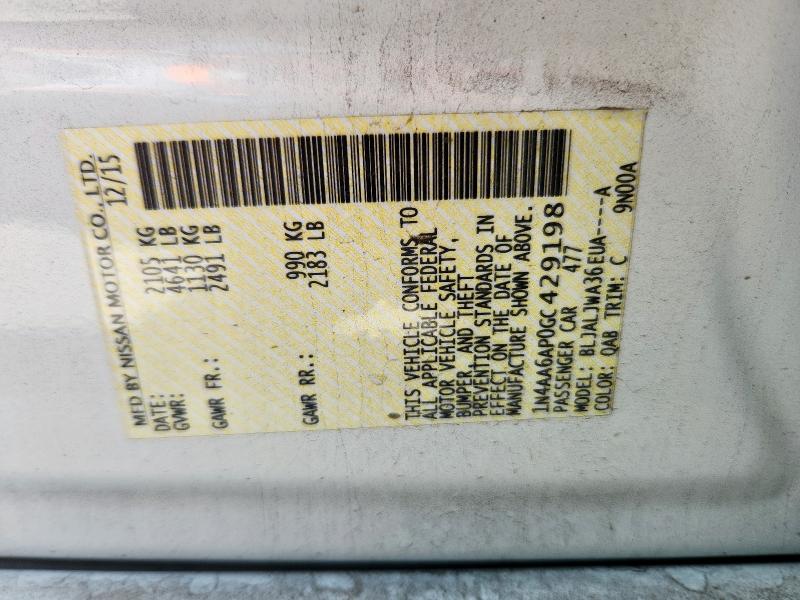 MFD BY NISSAN MOTOR CO., LTD.
DATE: 12/15
GVWR: 2105 KG
4641 LB
GAWR FR.: 1130 KG
2491 LB
GAWR RR.: 990 KG
2183 LB
THIS VEHICLE CONFORMS TO
ALL APPLICABLE FEDERAL
MOTOR VEHICLE SAFETY,
BUMPER, AND THEFT
PREVENTION STANDARDS IN
EFFECT ON THE DATE OF
MANUFACTURE SHOWN ABOVE.
1N4AA6AP0GC429198
PASSENGER CAR 477
MODEL: BLJALJWA36EUA----A
COLOR: QAB TRIM: C 9N00A